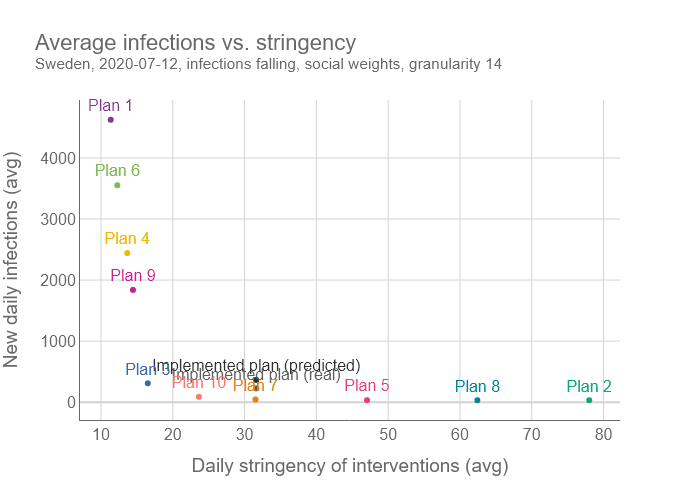 Average infections vs. stringency
Sweden, 2020-07-12, infections falling, social weights, granularity 14
New daily infections (avg)
4000
3000
2000
1000
0
Plan 1
Plan 6
Plan 4
Plan 9
Implemented plan (predicted)
Plan 3
Implemented plan (real)
Plan 10
Plan 7
Plan 5
Plan 8
Plan 2
10 20 30 40 50 60 70 80
Daily stringency of interventions (avg)